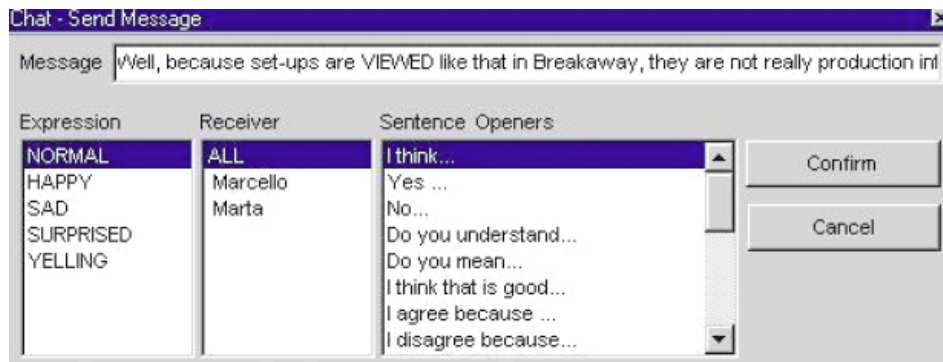 Chat - Send Message
Message Well, because set-ups are VIEWED like that in Breakaway, they are not really production
Expression Receiver Sentence Openers
NORMAL ALL I think...
HAPPY Marcello Yes ...
SAD Marta No...
SURPRISED Do you understand...
YELLING Do you mean...
I think that is good...
I agree because ...
I disagree because...
Confirm
Cancel